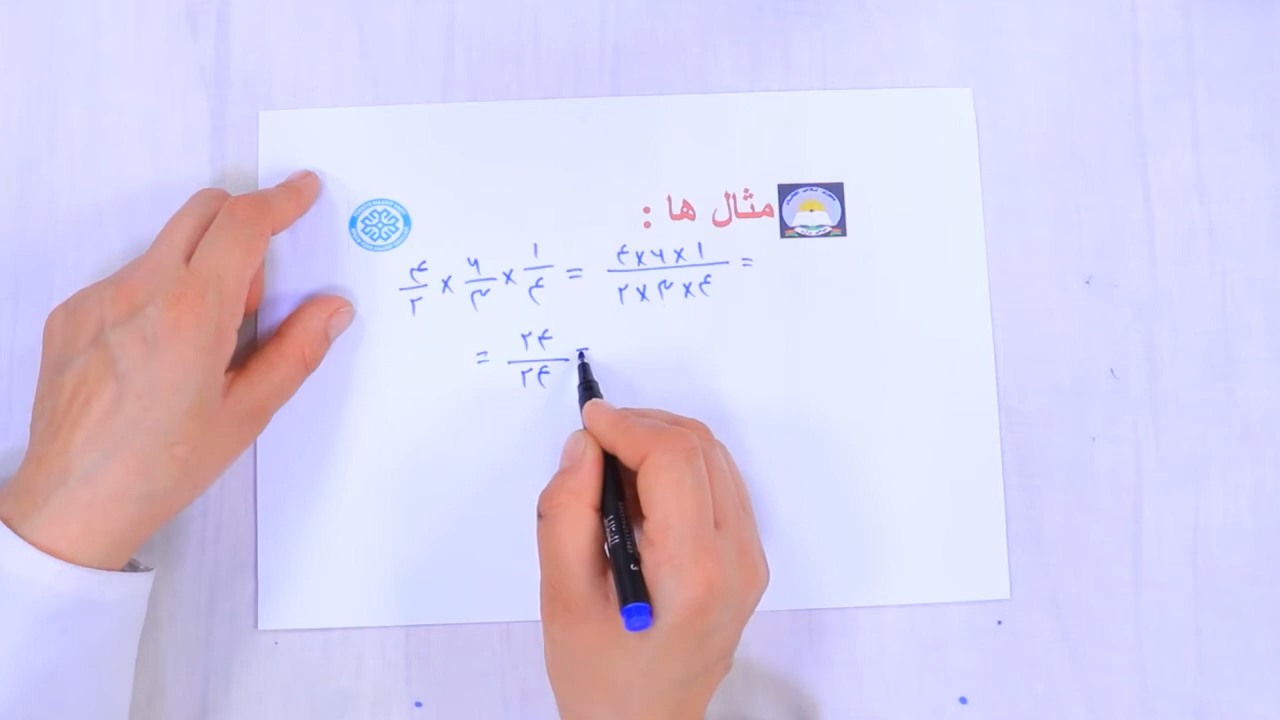 مثال ها :
۴/۲ × ۶/۳ × ۱/۴ = ۴×۶×۱/۲×۳×۴ =
= ۲۴/۲۴ =